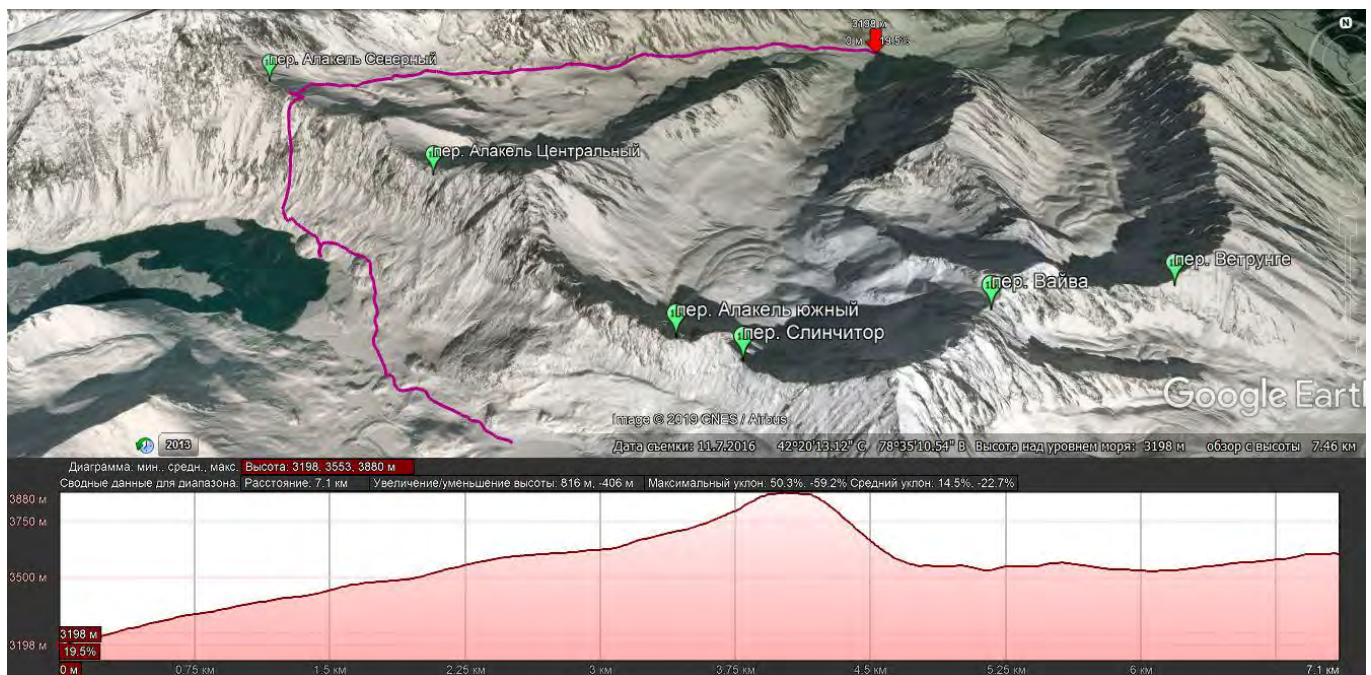 3198 м
N
0 м 19.5%
пер. Алакель Северный
пер. Алакель Центральный
пер. Ветрунге
пер. Вайва
пер. Алакель южный
пер. Слинчитор
Google Eart
Image © 2019 CNES / Airbus
2013
Дата съемки: 11.7.2016 42°20'13.12" С, 78°35'10.54" В Высота над уровнем моря: 3198 м обзор с высоты 7.46 км
Диаграмма: мин., средн., макс. Высота: 3198, 3553, 3880 м
Сводные данные для диапазона: Расстояние: 7.1 км Увеличение/уменьшение высоты: 816 м, -406 м Максимальный уклон: 50.3%, -59.2% Средний уклон: 14.5%, -22.7%
3880 м
3750 м
3500 м
3198 м
3198 м
19.5%
0 м 0.75 км 1.5 км 2.25 км 3 км 3.75 км 4.5 км 5.25 км 6 км 7.1 км